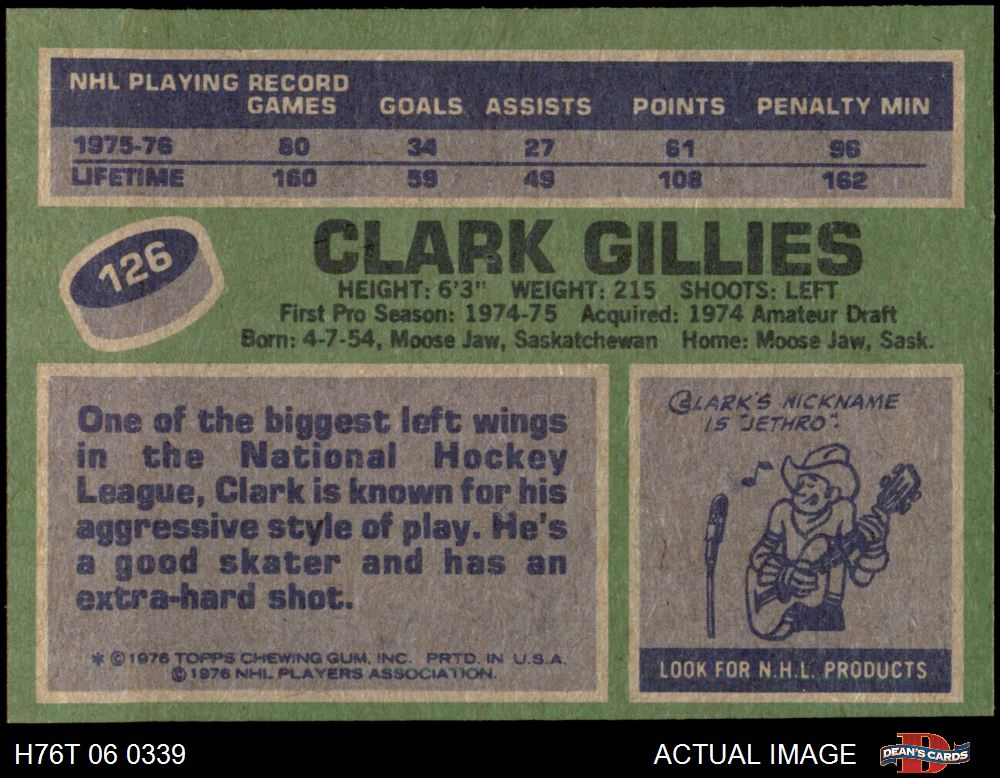 NHL PLAYING RECORD
GAMES GOALS ASSISTS POINTS PENALTY MIN
1975-76 80 34 27 61 96
LIFETIME 160 59 49 108 162
126
CLARK GILLIES
HEIGHT: 6'3" WEIGHT: 215 SHOOTS: LEFT
First Pro Season: 1974-75 Acquired: 1974 Amateur Draft
Born: 4-7-54, Moose Jaw, Saskatchewan Home: Moose Jaw, Sask.
One of the biggest left wings
in the National Hockey
League, Clark is known for his
aggressive style of play. He's
a good skater and has an
extra-hard shot.
* © 1976 TOPPS CHEWING GUM, INC. PRTD. IN U.S.A.
© 1976 NHL PLAYERS ASSOCIATION.
CLARK'S NICKNAME
IS "JETHRO".
LOOK FOR N.H.L. PRODUCTS
H76T 06 0339
ACTUAL IMAGE
D
DEAN'S CARDS